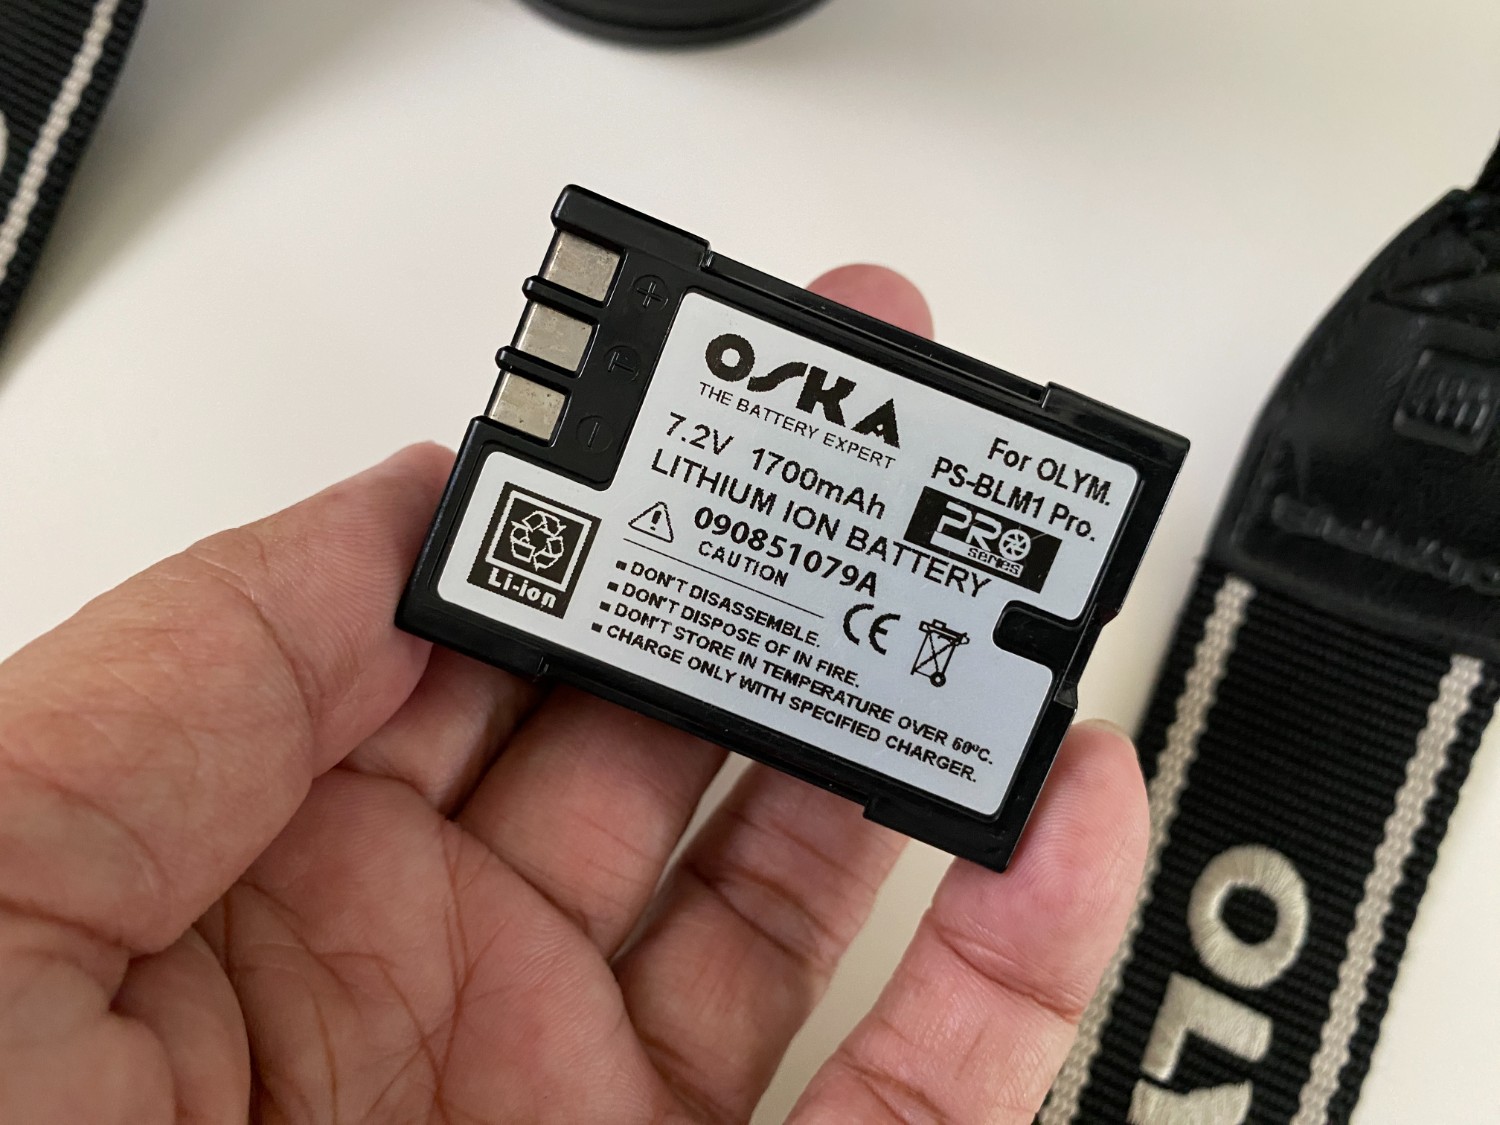 +
T
−
OSKA
THE BATTERY EXPERT
7.2V 1700mAh
LITHIUM ION BATTERY
For OLYM.
PS-BLM1 Pro.
PRO
series
090851079A
CAUTION
Li-ion
▪ DON'T DISASSEMBLE.
▪ DON'T DISPOSE OF IN FIRE.
▪ DON'T STORE IN TEMPERATURE OVER 60ºC.
▪ CHARGE ONLY WITH SPECIFIED CHARGER.
CE